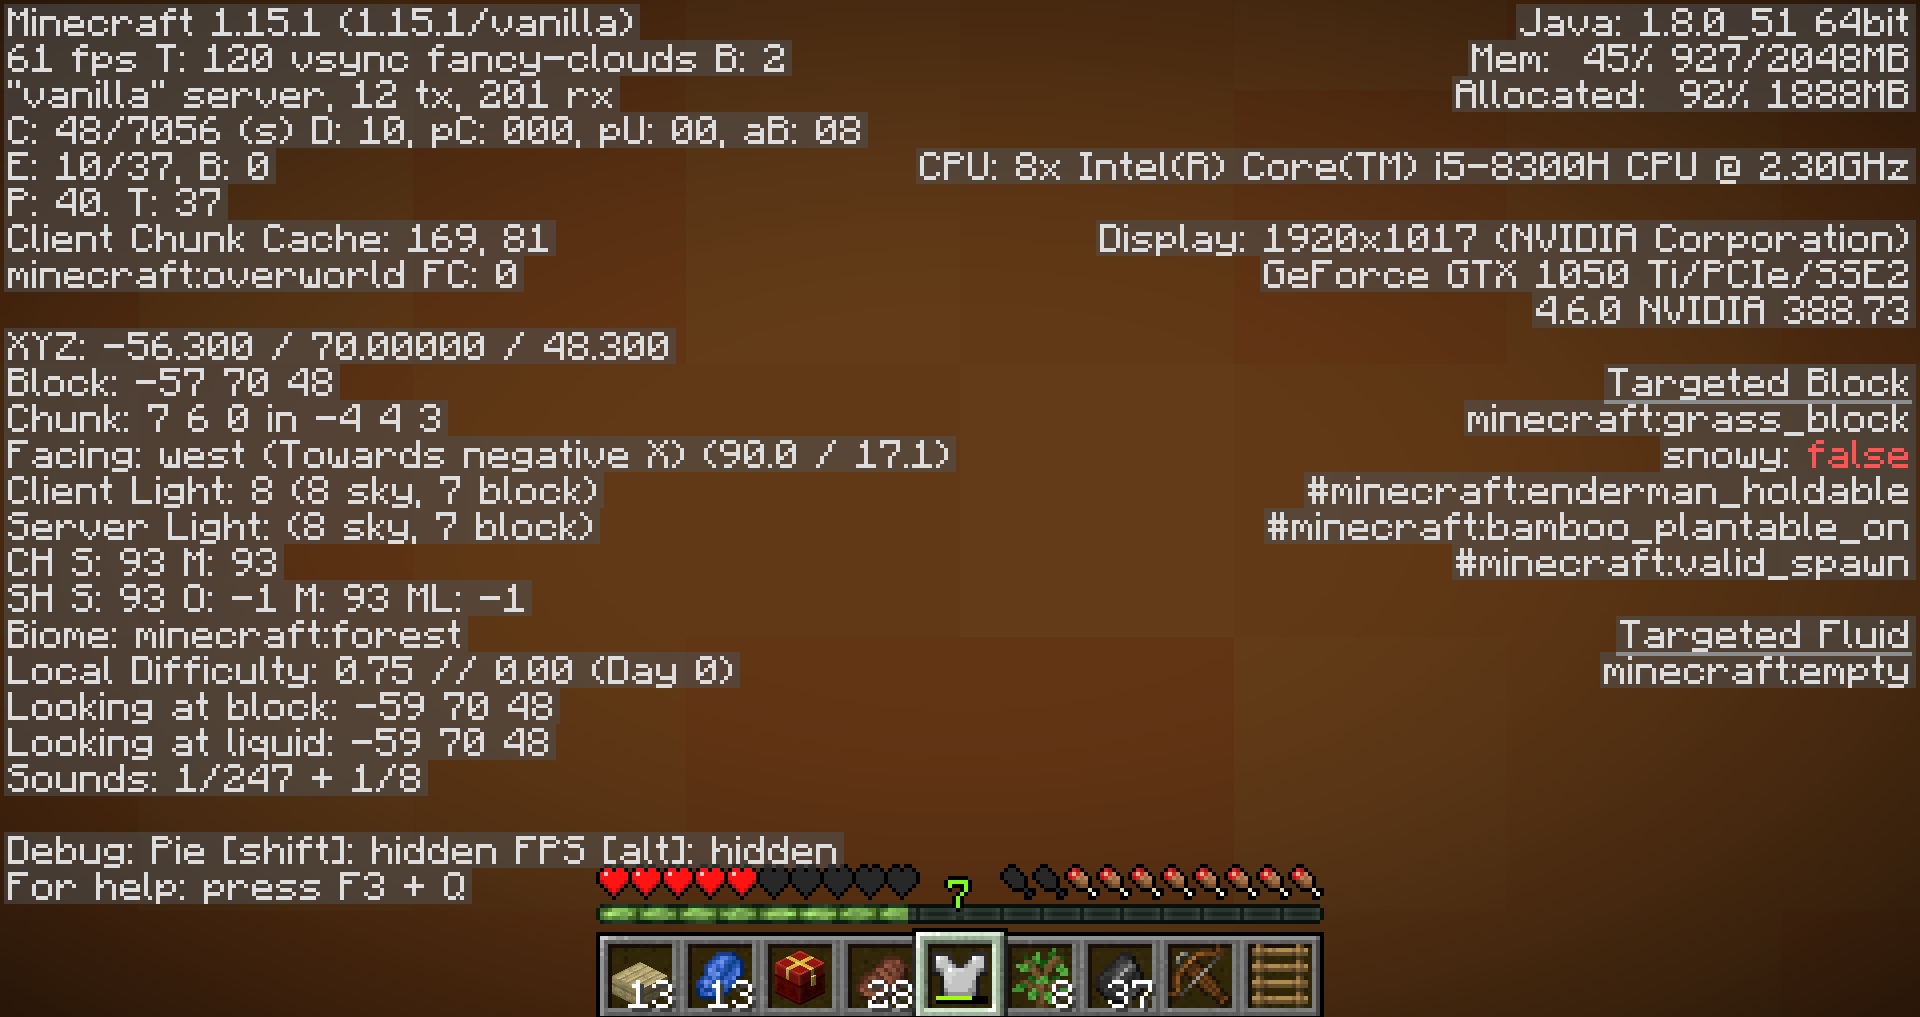 Minecraft 1.15.1 (1.15.1/vanilla)
61 fps T: 120 vsync fancy-clouds B: 2
"vanilla" server, 12 tx, 201 rx
C: 48/7056 (s) D: 10, pC: 000, pU: 00, aB: 08
E: 10/37, B: 0
P: 40. T: 37
Client Chunk Cache: 169, 81
minecraft:overworld FC: 0
XYZ: -56.300 / 70.00000 / 48.300
Block: -57 70 48
Chunk: 7 6 0 in -4 4 3
Facing: west (Towards negative X) (90.0 / 17.1)
Client Light: 8 (8 sky, 7 block)
Server Light: (8 sky, 7 block)
CH S: 93 M: 93
SH S: 93 O: -1 M: 93 ML: -1
Biome: minecraft:forest
Local Difficulty: 0.75 // 0.00 (Day 0)
Looking at block: -59 70 48
Looking at liquid: -59 70 48
Sounds: 1/247 + 1/8
Debug: Pie [shift]: hidden FPS [alt]: hidden
For help: press F3 + Q
Java: 1.8.0_51 64bit
Mem: 45% 927/2048MB
Allocated: 92% 1888MB
CPU: 8x Intel(R) Core(TM) i5-8300H CPU @ 2.30GHz
Display: 1920x1017 (NVIDIA Corporation)
GeForce GTX 1050 Ti/PCIe/SSE2
4.6.0 NVIDIA 388.73
Targeted Block
minecraft:grass_block
snowy: false
#minecraft:enderman_holdable
#minecraft:bamboo_plantable_on
#minecraft:valid_spawn
Targeted Fluid
minecraft:empty
7
13 13 28 8 37